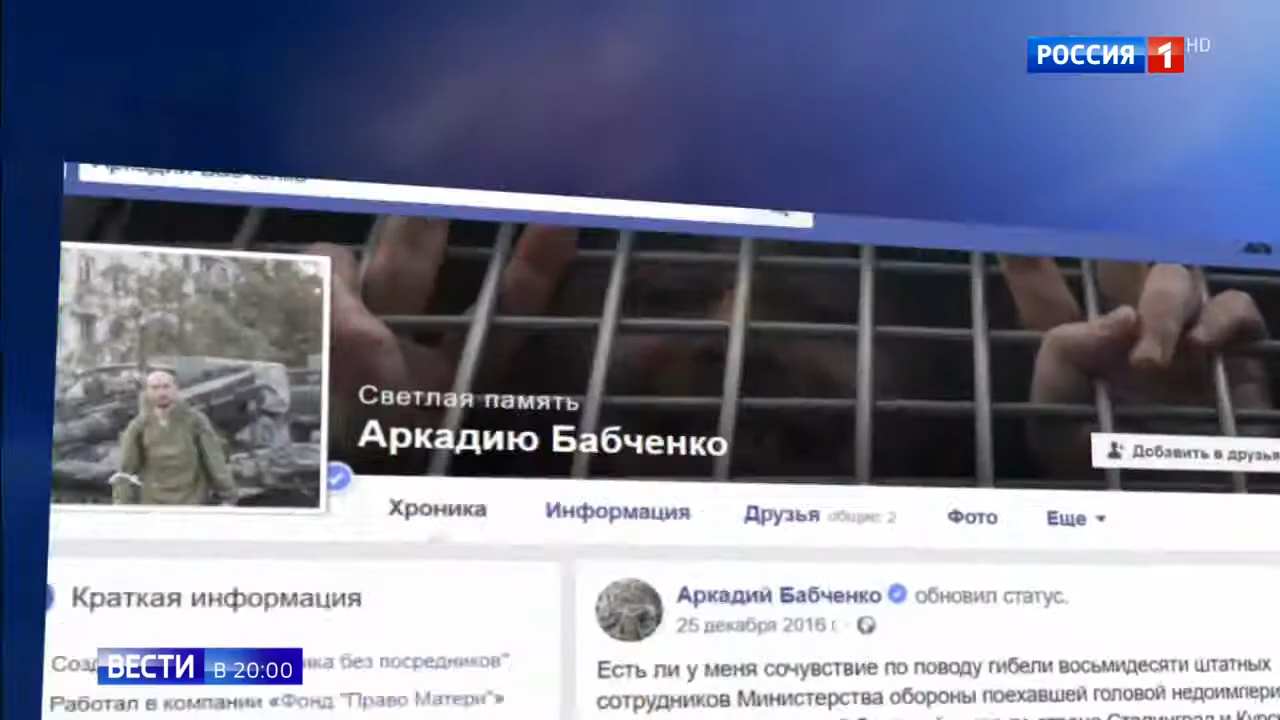 РОССИЯ 1 HD
Светлая память
Аркадию Бабченко
Добавить в друзья
Хроника Информация Друзья общие: 2 Фото Еще
Краткая информация
Аркадий Бабченко обновил статус.
25 декабря 2016 г.
без посредников"
Работал в компании «Фонд "Право Матери"»
Есть ли у меня сочувствие по поводу гибели восьмидесяти штатных
сотрудников Министерства обороны поехавшей головой
ВЕСТИ В 20:00